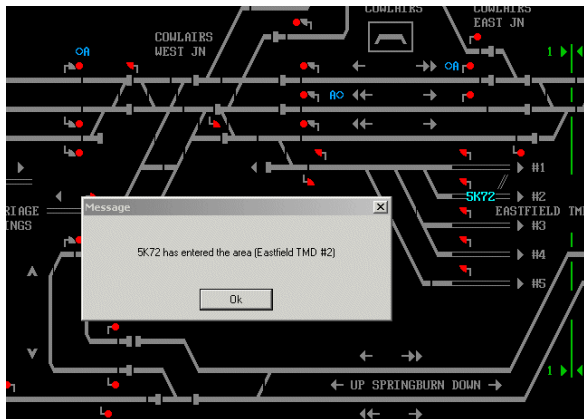 COWLAIRS
COWLAIRS
EAST JN
COWLAIRS
WEST JN
A
A
A
1
#1
5K72
#2
RIAGE
NGS
EASTFIELD TMD
#3
#4
#5
Message
5K72 has entered the area (Eastfield TMD #2)
Ok
1
UP SPRINGBURN DOWN